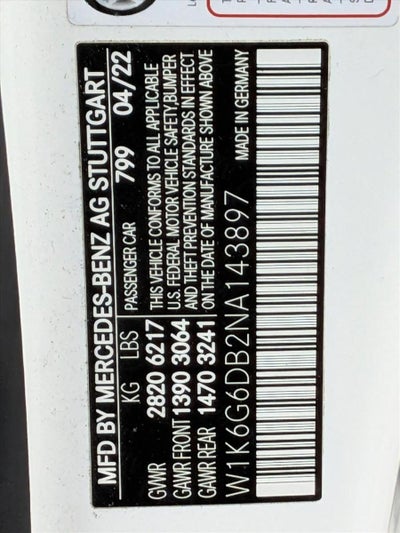 MFD BY MERCEDES-BENZ AG STUTTGART
KG LBS PASSENGER CAR 799 04/22
GVWR 2820 6217
GAWR FRONT 1390 3064
GAWR REAR 1470 3241
THIS VEHICLE CONFORMS TO ALL APPLICABLE
U.S. FEDERAL MOTOR VEHICLE SAFETY,BUMPER
AND THEFT PREVENTION STANDARDS IN EFFECT
ON THE DATE OF MANUFACTURE SHOWN ABOVE
W1K6G6DB2NA143897 MADE IN GERMANY